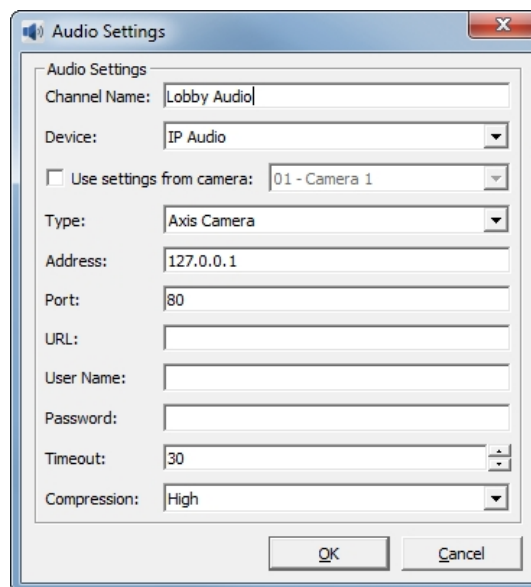 Audio Settings
Audio Settings
Channel Name: Lobby Audio
Device: IP Audio
Use settings from camera: 01 - Camera 1
Type: Axis Camera
Address: 127.0.0.1
Port: 80
URL:
User Name:
Password:
Timeout: 30
Compression: High
OK Cancel